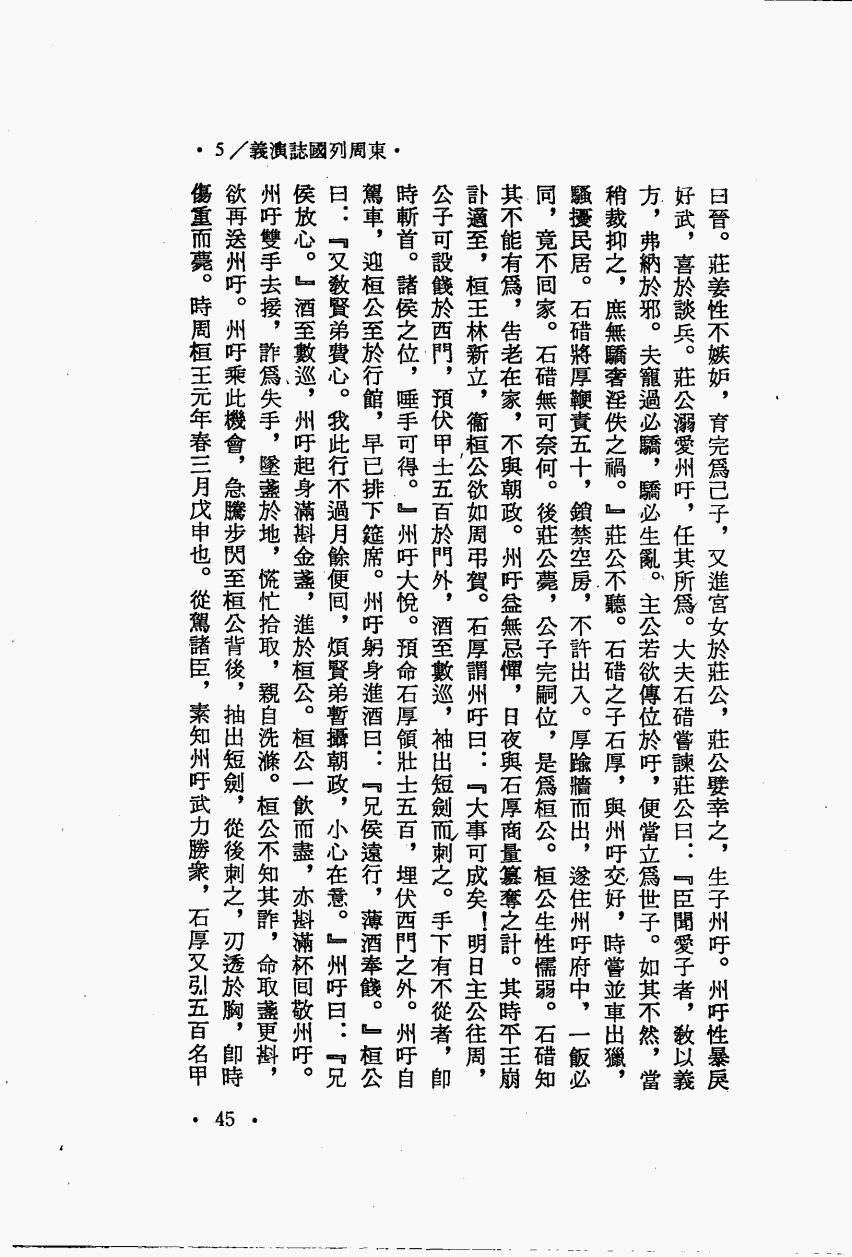 ·東周列國誌演義／5·
曰晉。莊姜性不嫉妒，育完爲己子，又進宮女於莊公，莊公嬖幸之，生子州吁。州吁性暴戾
好武，喜於談兵。莊公溺愛州吁，任其所爲。大夫石碏嘗諫莊公曰：『臣聞愛子者，敎以義
方，弗納於邪。夫寵過必驕，驕必生亂。主公若欲傳位於吁，便當立爲世子。如其不然，當
稍裁抑之，庶無驕奢淫佚之禍。』莊公不聽。石碏之子石厚，與州吁交好，時嘗並車出獵，
騷擾民居。石碏將厚鞭責五十，鎖禁空房，不許出入。厚踰牆而出，遂住州吁府中，一飯必
同，竟不回家。石碏無可奈何。後莊公薨，公子完嗣位，是爲桓公。桓公生性懦弱。石碏知
其不能有爲，告老在家，不與朝政。州吁益無忌憚，日夜與石厚商量篡奪之計。其時平王崩
訃適至，桓王林新立，衞桓公欲如周弔賀。石厚謂州吁曰：『大事可成矣！明日主公往周，
公子可設餞於西門，預伏甲士五百於門外，酒至數巡，袖出短劍而刺之。手下有不從者，卽
時斬首。諸侯之位，唾手可得。』州吁大悅。預命石厚領壯士五百，埋伏西門之外。州吁自
駕車，迎桓公至於行館，早已排下筵席。州吁躬身進酒曰：『兄侯遠行，薄酒奉餞。』桓公
曰：『又敎賢弟費心。我此行不過月餘便囘，煩賢弟暫攝朝政，小心在意。』州吁曰：『兄
侯放心。』酒至數巡，州吁起身滿斟金盞，進於桓公。桓公一飲而盡，亦斟滿杯囘敬州吁。
州吁雙手去接，詐爲失手，墜盞於地，慌忙拾取，親自洗滌。桓公不知其詐，命取盞更斟，
欲再送州吁。州吁乘此機會，急騰步閃至桓公背後，抽出短劍，從後刺之，刃透於胸，卽時
傷重而薨。時周桓王元年春三月戊申也。從駕諸臣，素知州吁武力勝衆，石厚又引五百名甲
·45·